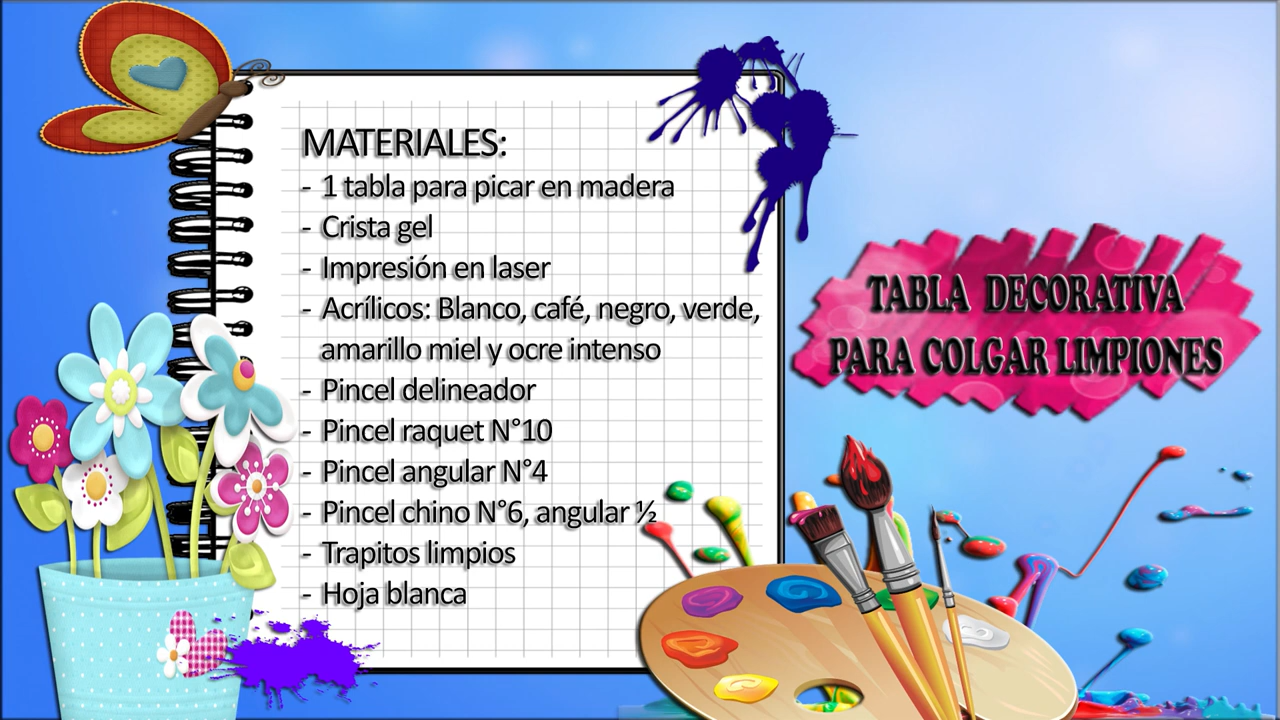 MATERIALES:
- 1 tabla para picar en madera
- Crista gel
- Impresión en laser
- Acrílicos: Blanco, café, negro, verde,
amarillo miel y ocre intenso
- Pincel delineador
- Pincel raquet N°10
- Pincel angular N°4
- Pincel chino N°6, angular ½
- Trapitos limpios
- Hoja blanca
TABLA DECORATIVA
PARA COLGAR LIMPIONES